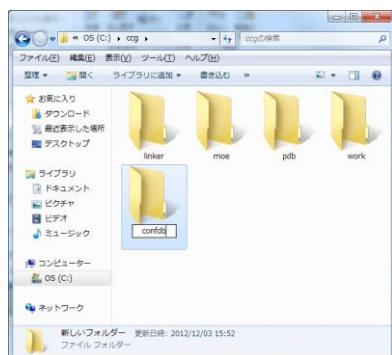 « OS (C:) ▸ ccg ▸
ccgの検索
ファイル(F) 編集(E) 表示(V) ツール(T) ヘルプ(H)
整理 ▼ 開く ライブラリに追加 ▼ 書き込む »
お気に入り
ダウンロード
最近表示した場所
デスクトップ
ライブラリ
ドキュメント
ピクチャ
ビデオ
ミュージック
コンピューター
OS (C:)
ネットワーク
linker moe pdb work
confdb
新しいフォルダー 更新日時: 2012/12/03 15:52
ファイル フォルダー